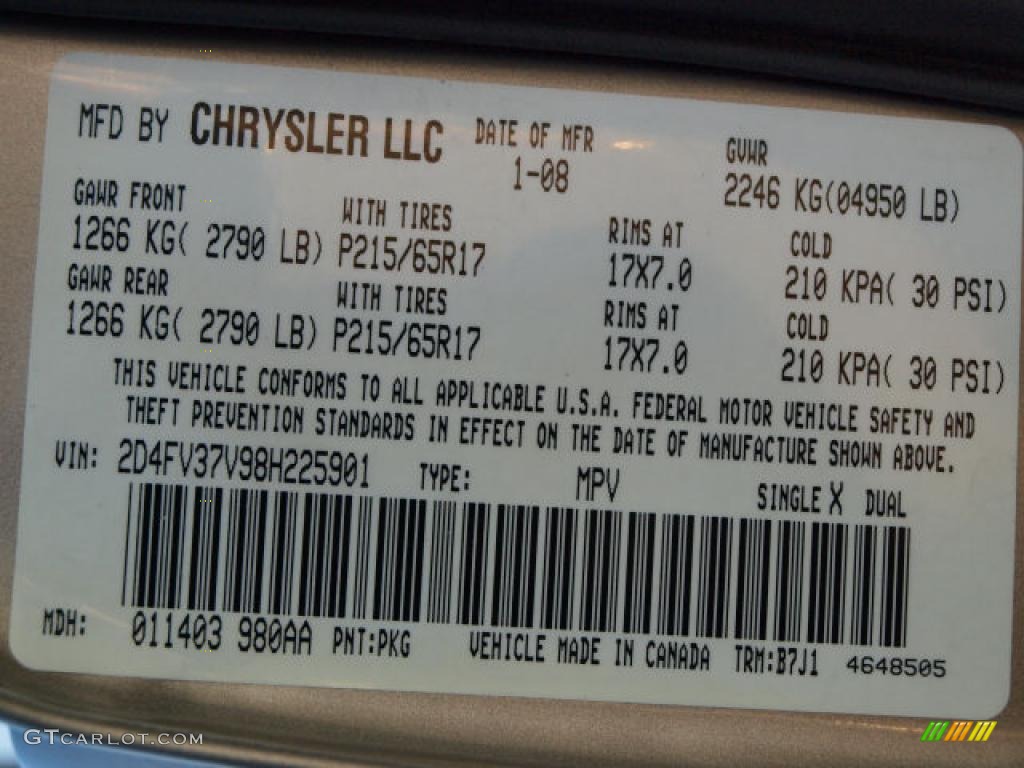 MFD BY CHRYSLER LLC DATE OF MFR GVWR
1-08 2246 KG(04950 LB)
GAWR FRONT WITH TIRES RIMS AT COLD
1266 KG( 2790 LB) P215/65R17 17X7.0 210 KPA( 30 PSI)
GAWR REAR WITH TIRES RIMS AT COLD
1266 KG( 2790 LB) P215/65R17 17X7.0 210 KPA( 30 PSI)
THIS VEHICLE CONFORMS TO ALL APPLICABLE U.S.A. FEDERAL MOTOR VEHICLE SAFETY AND
THEFT PREVENTION STANDARDS IN EFFECT ON THE DATE OF MANUFACTURE SHOWN ABOVE.
VIN: 2D4FV37V98H225901 TYPE: MPV SINGLE X DUAL
MDH: 011403 980AA PNT:PKG VEHICLE MADE IN CANADA TRM:B7J1 4648505
GTCARLOT.COM